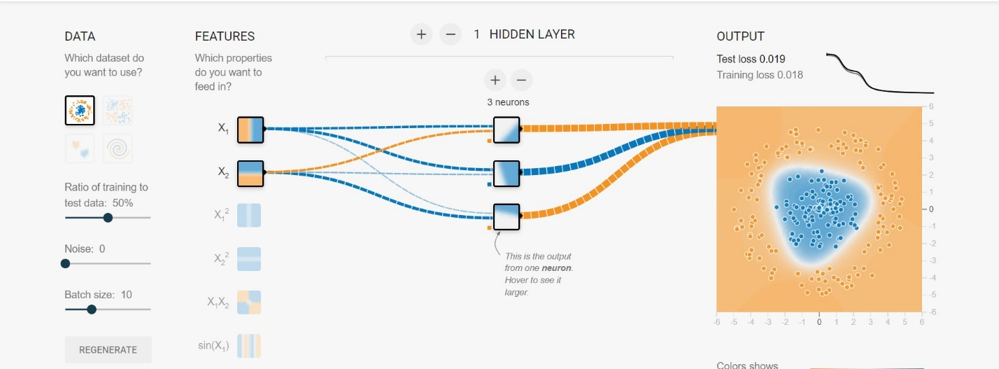 DATA
Which dataset do
you want to use?
Ratio of training to
test data: 50%
Noise: 0
Batch size: 10
REGENERATE
FEATURES
Which properties
do you want to
feed in?
X₁
X₂
X₁²
X₂²
X₁X₂
sin(X₁)
+ − 1 HIDDEN LAYER
+ −
3 neurons
This is the output
from one neuron.
Hover to see it
larger.
OUTPUT
Test loss 0.019
Training loss 0.018
6
5
4
3
2
1
0
-1
-2
-3
-4
-5
-6
-6 -5 -4 -3 -2 -1 0 1 2 3 4 5 6
Colors shows